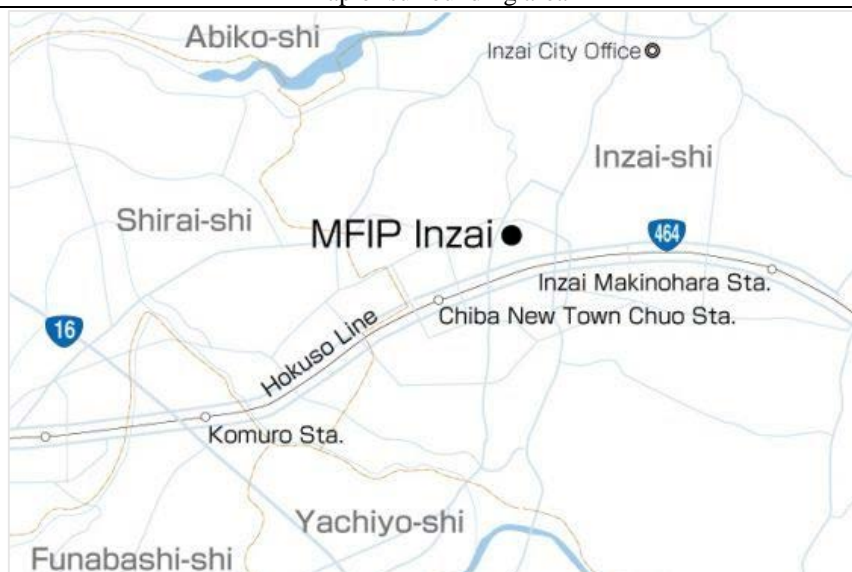 Abiko-shi
Inzai City Office
Inzai-shi
Shirai-shi
MFIP Inzai
464
Inzai Makinohara Sta.
Chiba New Town Chuo Sta.
16
Hokuso Line
Komuro Sta.
Yachiyo-shi
Funabashi-shi